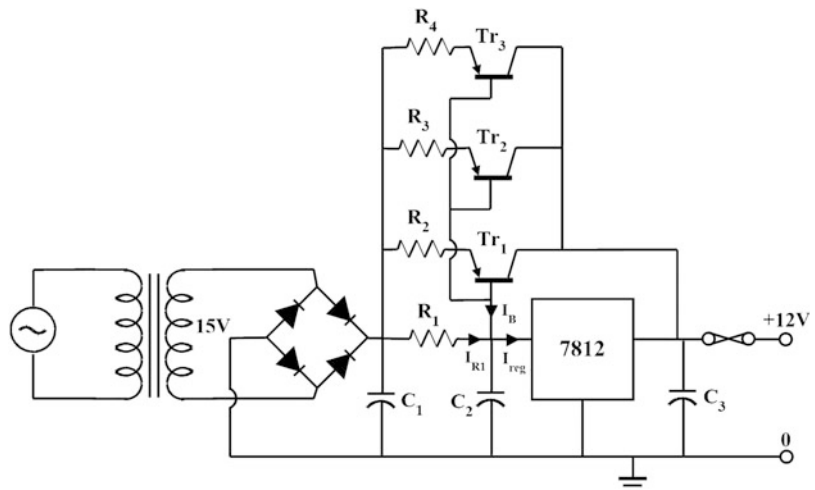 R4
Tr3
R3
Tr2
R2
Tr1
15V
R1
IB
IR1
Ireg
7812
+12V
C1
C2
C3
0